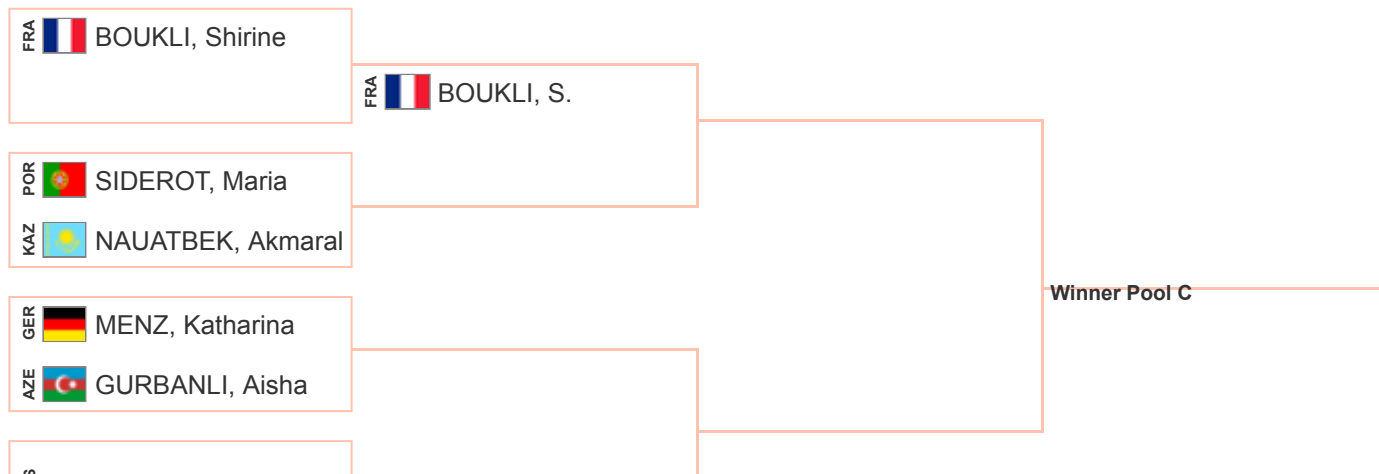 FRA BOUKLI, Shirine
FRA BOUKLI, S.
POR SIDEROT, Maria
KAZ NAUATBEK, Akmaral
Winner Pool C
GER MENZ, Katharina
AZE GURBANLI, Aisha